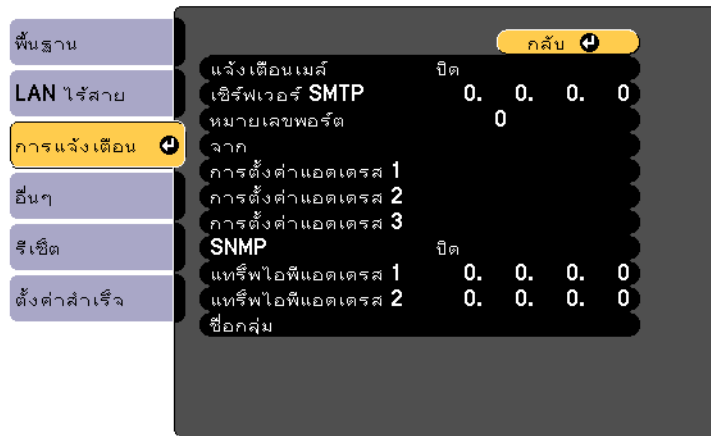 พื้นฐาน
LAN ไร้สาย
การแจ้งเตือน
อื่นๆ
รีเซ็ต
ตั้งค่าสำเร็จ
กลับ
แจ้งเตือนเมล์ ปิด
เซิร์ฟเวอร์ SMTP 0. 0. 0. 0
หมายเลขพอร์ต 0
จาก
การตั้งค่าแอดเดรส 1
การตั้งค่าแอดเดรส 2
การตั้งค่าแอดเดรส 3
SNMP ปิด
แทร็พไอพีแอดเดรส 1 0. 0. 0. 0
แทร็พไอพีแอดเดรส 2 0. 0. 0. 0
ชื่อกลุ่ม